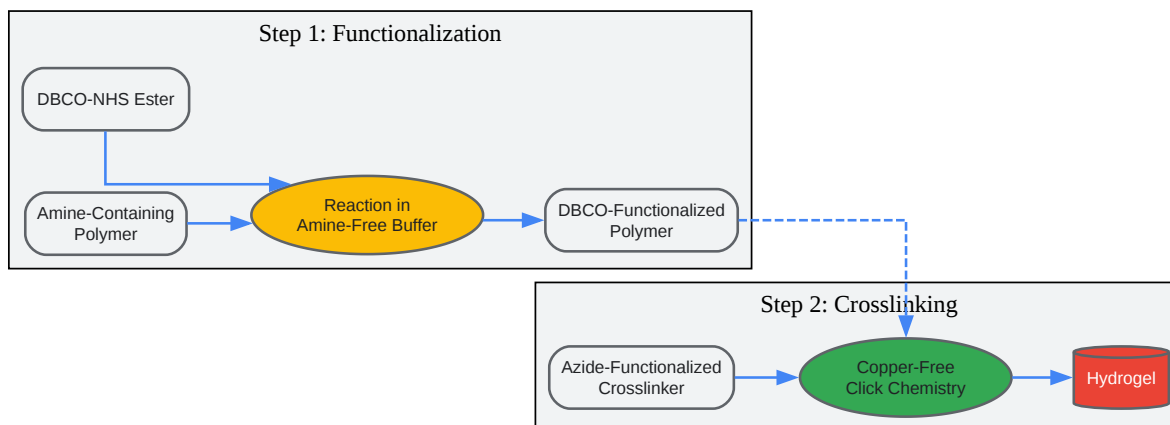 Step 1: Functionalization
DBCO-NHS Ester
Amine-Containing
Polymer
Reaction in
Amine-Free Buffer
DBCO-Functionalized
Polymer
Step 2: Crosslinking
Azide-Functionalized
Crosslinker
Copper-Free
Click Chemistry
Hydrogel